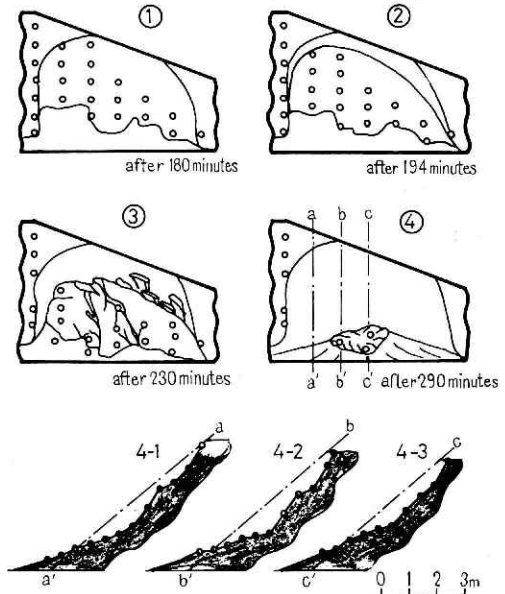 ① ②
after 180 minutes after 194 minutes
③ a b c ④
after 230 minutes a' b' c' after 290 minutes
4-1 a 4-2 b 4-3 c
a' b' c' 0 1 2 3m